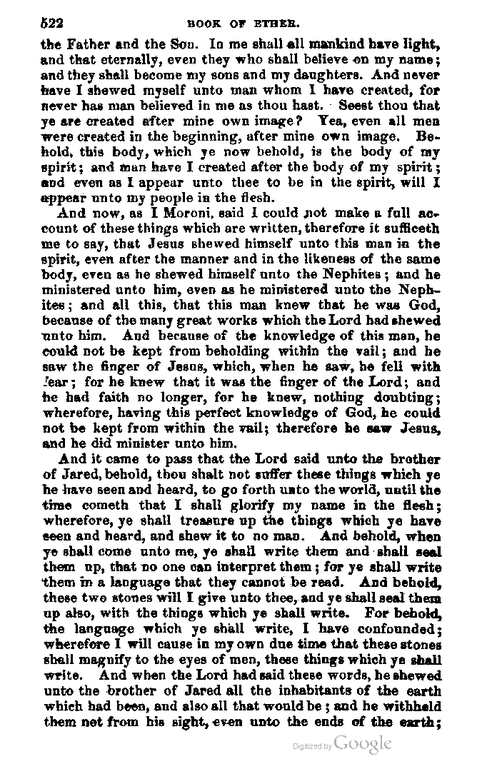 522 BOOK OF ETHER.
the Father and the Son. In me shall all mankind have light,
and that eternally, even they who shall believe on my name;
and they shall become my sons and my daughters. And never
have I shewed myself unto man whom I have created, for
never has man believed in me as thou hast. Seest thou that
ye are created after mine own image? Yea, even all men
were created in the beginning, after mine own image. Be-
hold, this body, which ye now behold, is the body of my
spirit; and man have I created after the body of my spirit;
and even as I appear unto thee to be in the spirit, will I
appear unto my people in the flesh.
And now, as I Moroni, said I could not make a full ac-
count of these things which are written, therefore it sufficeth
me to say, that Jesus shewed himself unto this man in the
spirit, even after the manner and in the likeness of the same
body, even as he shewed himself unto the Nephites; and he
ministered unto him, even as he ministered unto the Neph-
ites; and all this, that this man knew that he was God,
because of the many great works which the Lord had shewed
unto him. And because of the knowledge of this man, he
could not be kept from beholding within the vail; and he
saw the finger of Jesus, which, when he saw, he fell with
fear; for he knew that it was the finger of the Lord; and
he had faith no longer, for he knew, nothing doubting;
wherefore, having this perfect knowledge of God, he could
not be kept from within the vail; therefore he saw Jesus,
and he did minister unto him.
And it came to pass that the Lord said unto the brother
of Jared, behold, thou shalt not suffer these things which ye
he have seen and heard, to go forth unto the world, until the
time cometh that I shall glorify my name in the flesh;
wherefore, ye shall treasure up the things which ye have
seen and heard, and shew it to no man. And behold, when
ye shall come unto me, ye shall write them and shall seal
them up, that no one can interpret them; for ye shall write
them in a language that they cannot be read. And behold,
these two stones will I give unto thee, and ye shall seal them
up also, with the things which ye shall write. For behold,
the language which ye shall write, I have confounded;
wherefore I will cause in my own due time that these stones
shall magnify to the eyes of men, these things which ye shall
write. And when the Lord had said these words, he shewed
unto the brother of Jared all the inhabitants of the earth
which had been, and also all that would be; and he withheld
them not from his sight, even unto the ends of the earth;
Digitized by Google